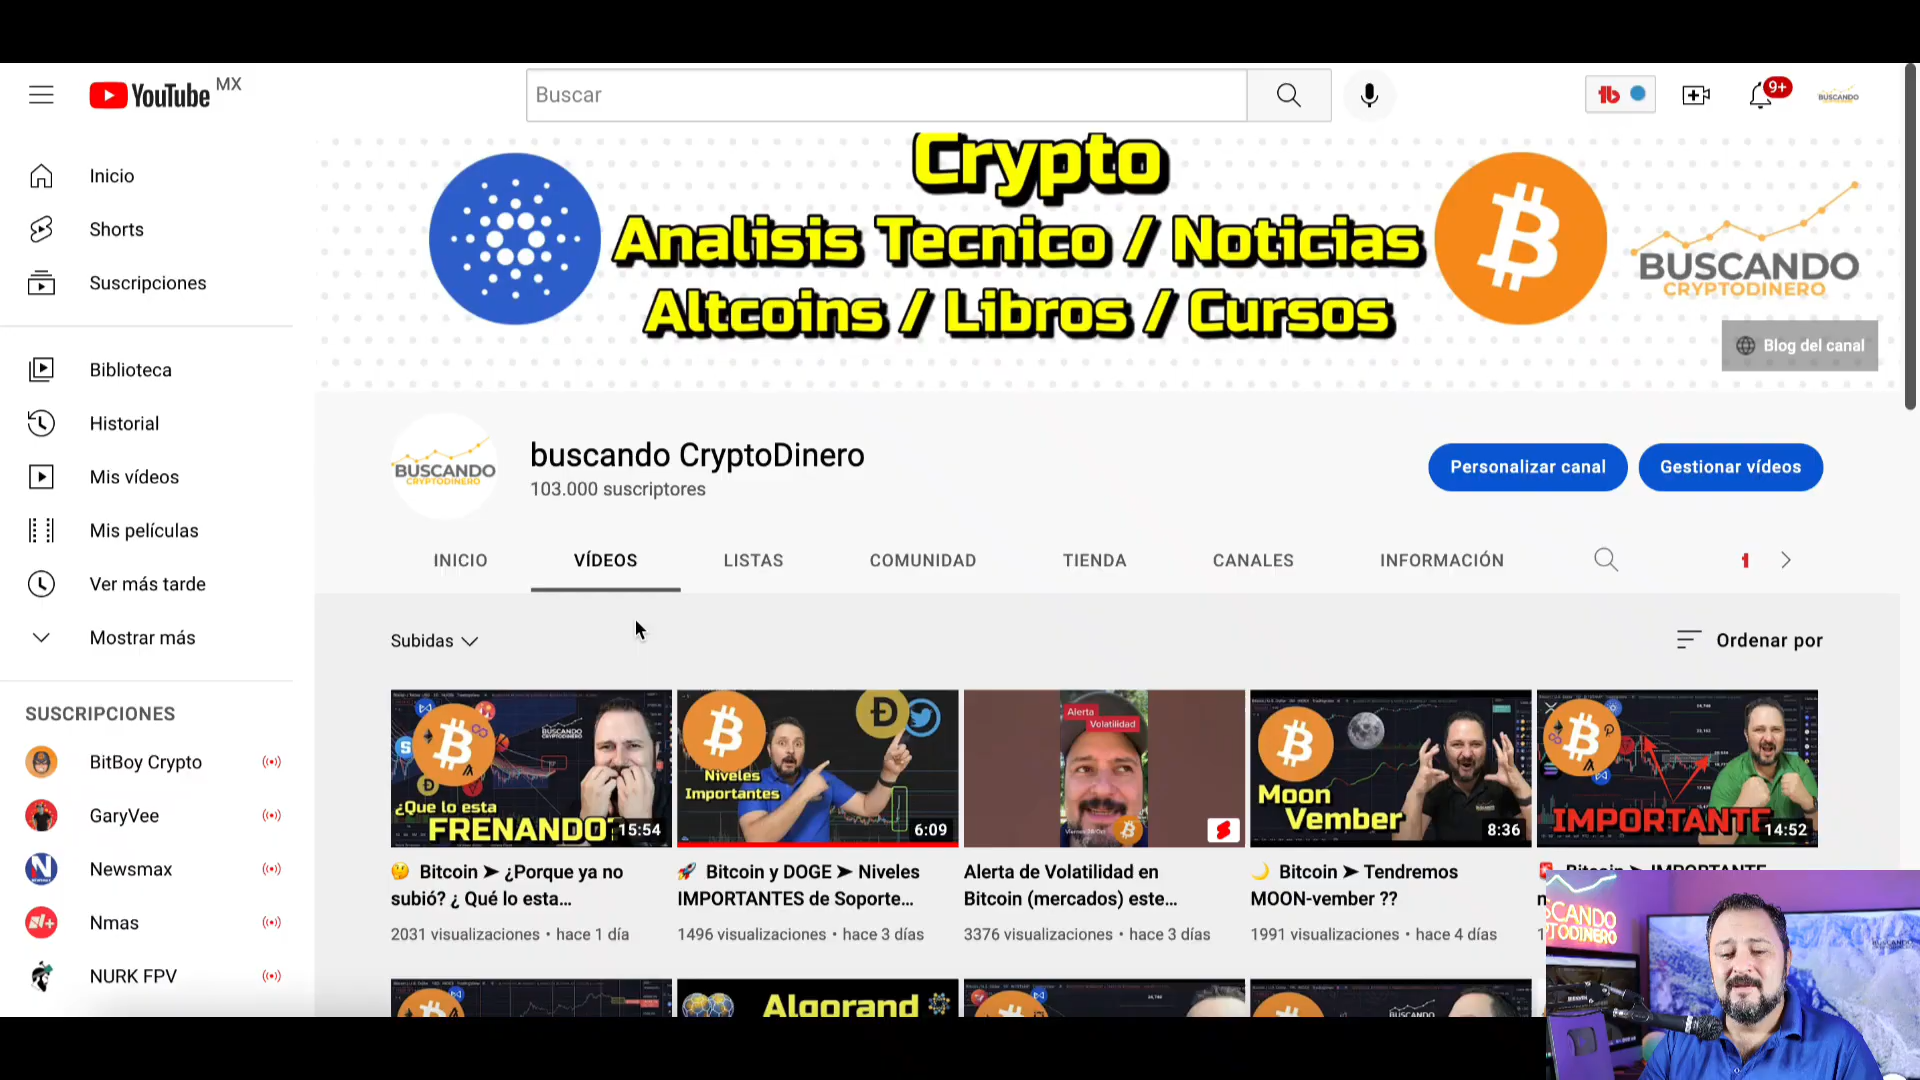 YouTube MX
Buscar
9+
BUSCANDO
CRYPTODINERO
Inicio
Shorts
Suscripciones
Biblioteca
Historial
Mis vídeos
Mis películas
Ver más tarde
Mostrar más
SUSCRIPCIONES
BitBoy Crypto
GaryVee
Newsmax
Nmas
NURK FPV
Crypto
Analisis Tecnico / Noticias
Altcoins / Libros / Cursos
BUSCANDO
CRYPTODINERO
Blog del canal
BUSCANDO
CRYPTODINERO
buscando CryptoDinero
103.000 suscriptores
Personalizar canal
Gestionar vídeos
INICIO
VÍDEOS
LISTAS
COMUNIDAD
TIENDA
CANALES
INFORMACIÓN
1
Subidas
Ordenar por
¿Que lo esta
FRENANDO?
15:54
Niveles
Importantes
6:09
Alerta
Volatilidad
Moon
Vember
8:36
IMPORTANTE
14:52
🤔 Bitcoin ➤ ¿Porque ya no
subió? ¿ Qué lo esta...
2031 visualizaciones • hace 1 día
🚀 Bitcoin y DOGE ➤ Niveles
IMPORTANTES de Soporte...
1496 visualizaciones • hace 3 días
Alerta de Volatilidad en
Bitcoin (mercados) este...
3376 visualizaciones • hace 3 días
🌙 Bitcoin ➤ Tendremos
MOON-vember ??
1991 visualizaciones • hace 4 días
Bitcoin ➤ IMPORTANTE
Algorand